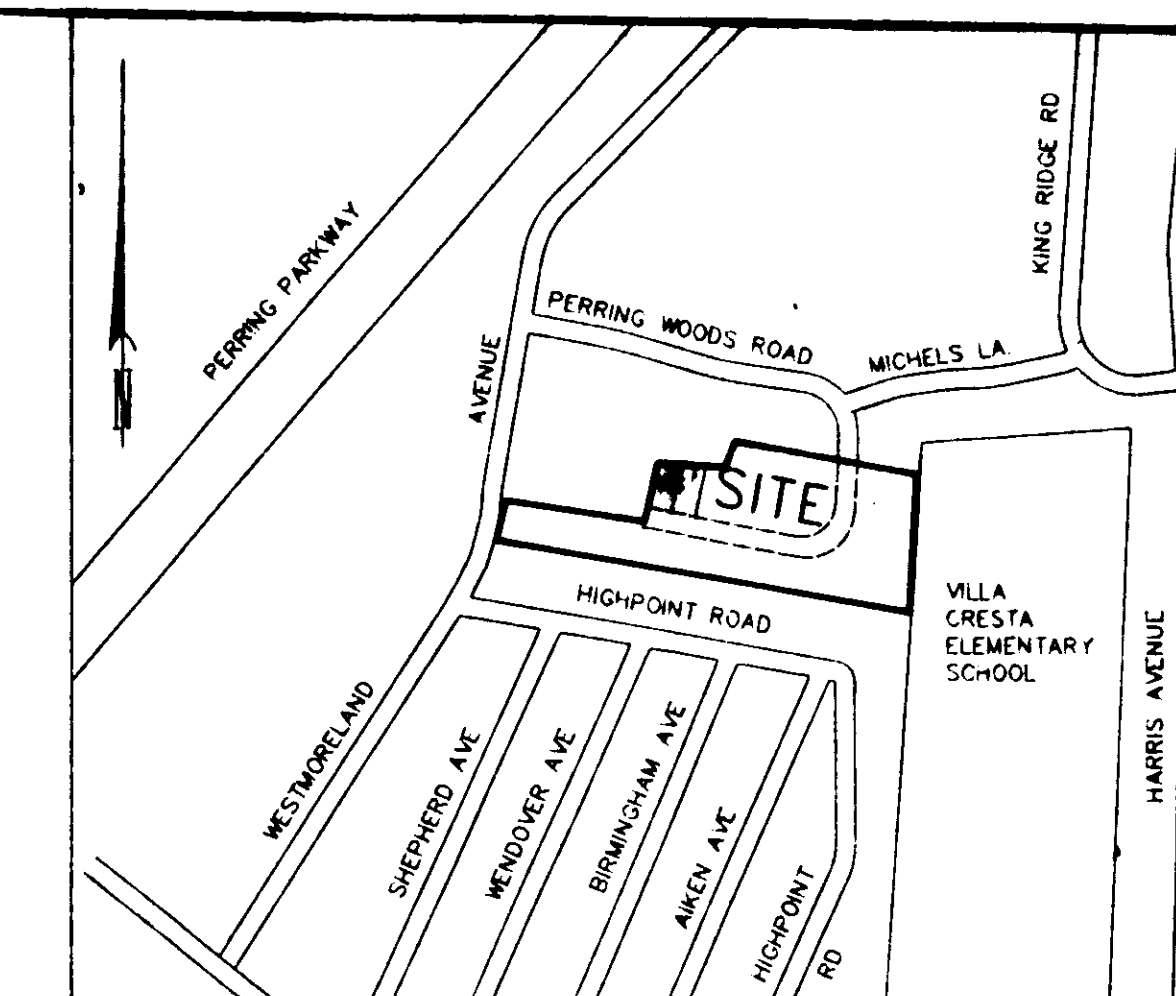 KING RIDGE RD
PERRING PARKWAY
PERRING WOODS ROAD
MICHELS LA.
AVENUE
N
SITE
HIGHPOINT ROAD
VILLA
CRESTA
ELEMENTARY
SCHOOL
HARRIS AVENUE
WESTMORELAND
SHEPHERD AVE
WENDOVER AVE
BIRMINGHAM AVE
AIKEN AVE
HIGHPOINT
RD